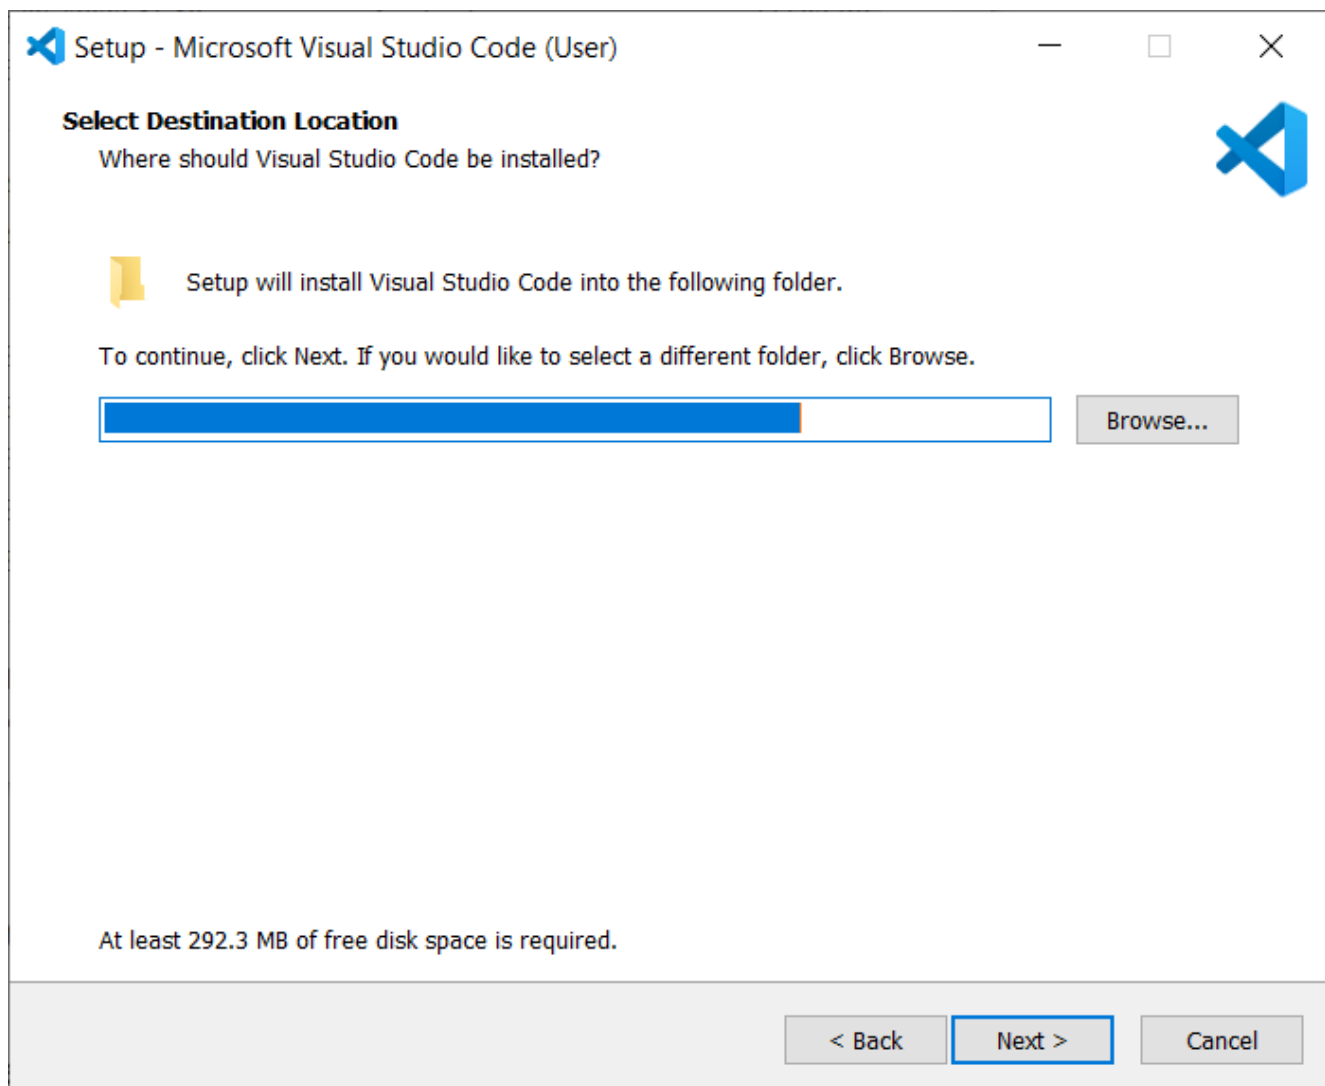 Setup - Microsoft Visual Studio Code (User)
Select Destination Location
Where should Visual Studio Code be installed?
Setup will install Visual Studio Code into the following folder.
To continue, click Next. If you would like to select a different folder, click Browse.
Browse...
At least 292.3 MB of free disk space is required.
< Back
Next >
Cancel